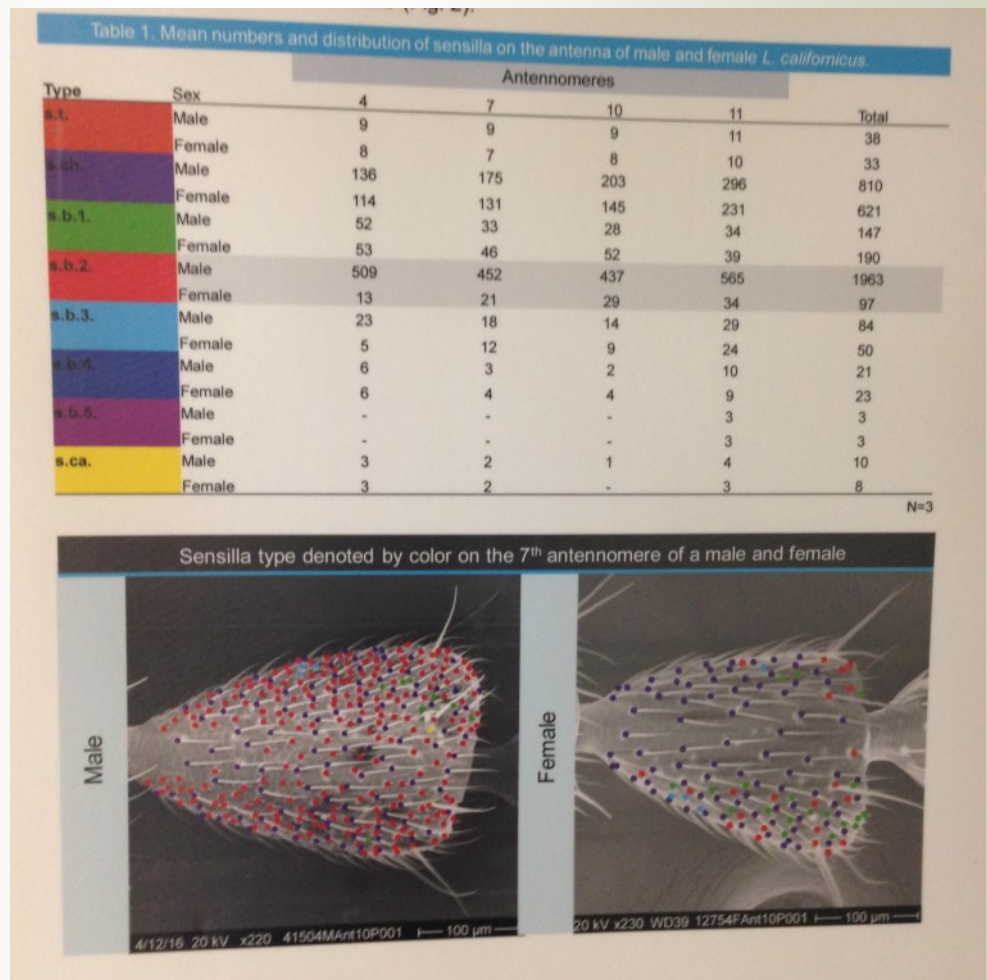 Table 1. Mean numbers and distribution of sensilla on the antenna of male and female L. californicus.
Antennomeres
Type Sex 4 7 10 11 Total
s.t. Male 9 9 9 11 38
Female 8 7 8 10 33
s.ch. Male 136 175 203 296 810
Female 114 131 145 231 621
s.b.1. Male 52 33 28 34 147
Female 53 46 52 39 190
s.b.2. Male 509 452 437 565 1963
Female 13 21 29 34 97
s.b.3. Male 23 18 14 29 84
Female 5 12 9 24 50
s.b.4. Male 6 3 2 10 21
Female 6 4 4 9 23
s.b.5. Male - - - 3 3
Female - - - 3 3
s.ca. Male 3 2 1 4 10
Female 3 2 - 3 8
N=3
Sensilla type denoted by color on the 7th antennomere of a male and female
Male
Female
4/12/16 20 kV x220 41504MAnt10P001 100 µm
20 kV x230 WD39 12754FAnt10P001 100 µm